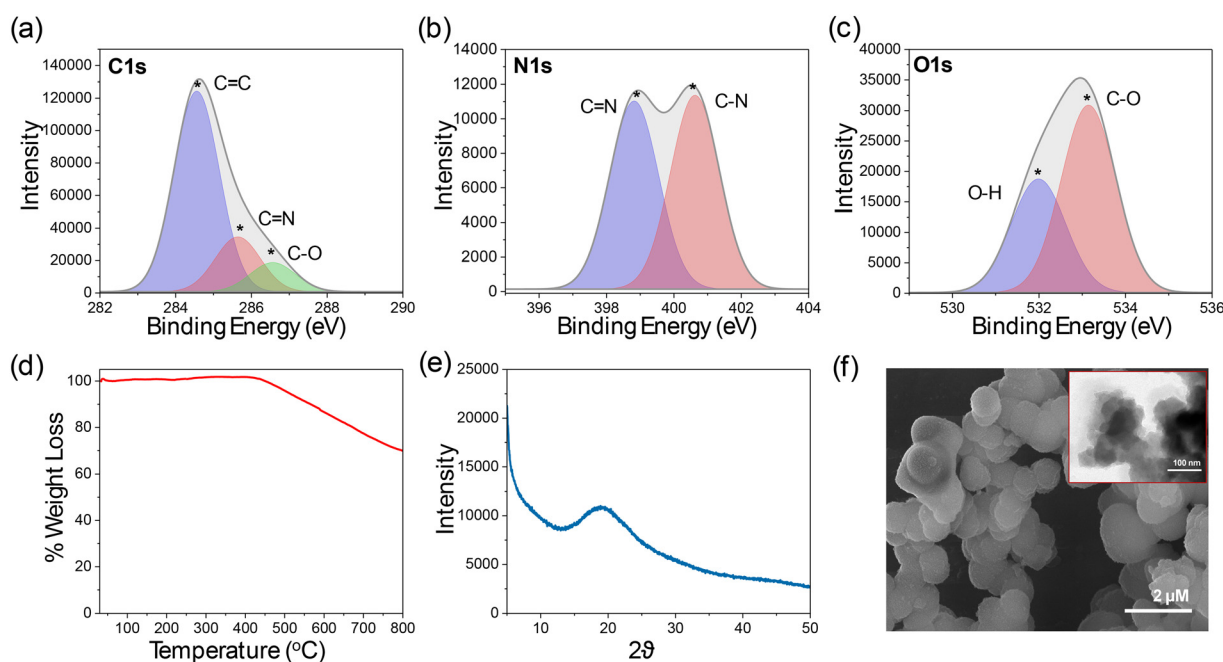 (a)
C1s
* C=C
* C=N
* C-O
140000
120000
100000
80000
60000
40000
20000
0
282 284 286 288 290
Intensity
Binding Energy (eV)
(b)
N1s
C=N *
* C-N
14000
12000
10000
8000
6000
4000
2000
0
396 398 400 402 404
Intensity
Binding Energy (eV)
(c)
O1s
* C-O
O-H *
40000
35000
30000
25000
20000
15000
10000
5000
0
530 532 534 536
Intensity
Binding Energy (eV)
(d)
100
80
60
40
20
0
100 200 300 400 500 600 700 800
% Weight Loss
Temperature (°C)
(e)
25000
20000
15000
10000
5000
0
10 20 30 40 50
Intensity
2ϑ
(f)
100 nm
2 µM